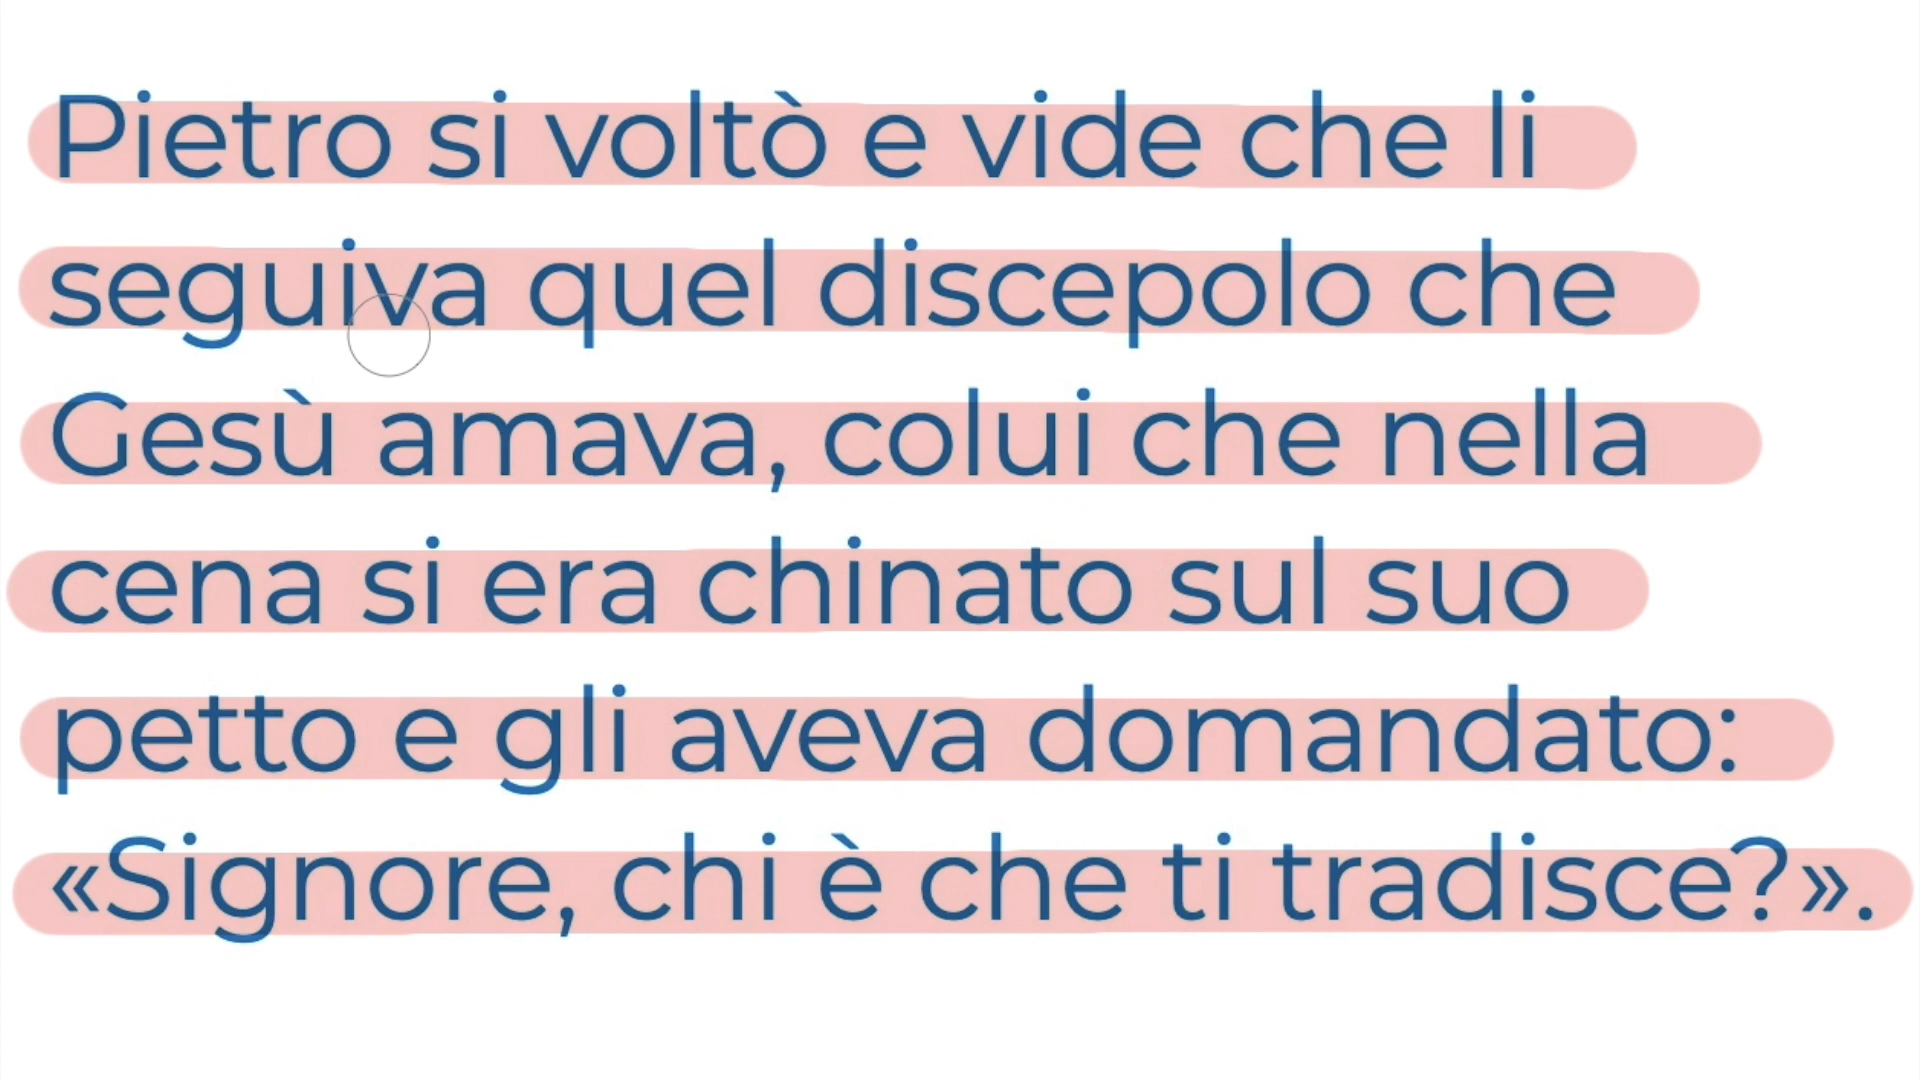 Pietro si voltò e vide che li
seguiva quel discepolo che
Gesù amava, colui che nella
cena si era chinato sul suo
petto e gli aveva domandato:
«Signore, chi è che ti tradisce?».